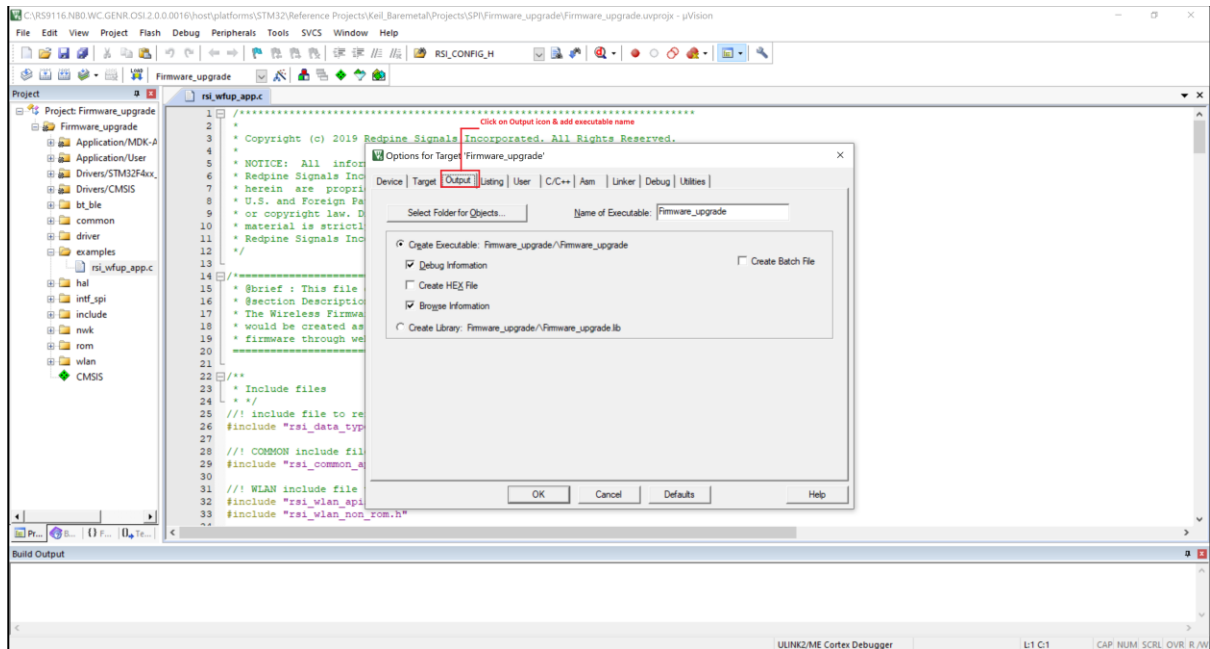 C:\RS9116.NB0.WC.GENR.OSI.2.0.0.0016\host\platforms\STM32\Reference Projects\Keil_Baremetal\Projects\SPI\Firmware_upgrade\Firmware_upgrade.uvprojx - µVision
File Edit View Project Flash Debug Peripherals Tools SVCS Window Help
RSI_CONFIG_H
LOAD Firmware_upgrade
Project
rsi_wfup_app.c
Project: Firmware_upgrade
Firmware_upgrade
Application/MDK-A
Application/User
Drivers/STM32F4xx_
Drivers/CMSIS
bt_ble
common
driver
examples
rsi_wfup_app.c
hal
intf_spi
include
nwk
rom
wlan
CMSIS
Pr... B... {} F... Te...
1 /***********************************************************************
Click on Output icon & add executable name
2 *
3 * Copyright (c) 2019 Redpine Signals Incorporated. All Rights Reserved.
4 *
5 * NOTICE: All infor
6 * Redpine Signals Inc
7 * herein are propri
8 * U.S. and Foreign Pa
9 * or copyright law. D
10 * material is strictl
11 * Redpine Signals Inc
12 */
13
14 /*====================
15 * @brief : This file
16 * @section Descriptio
17 * The Wireless Firmwa
18 * would be created as
19 * firmware through we
20 =====================
21
22 /**
23 * Include files
24 * */
25 //! include file to re
26 #include "rsi_data_typ
27
28 //! COMMON include fil
29 #include "rsi_common_a
30
31 //! WLAN include file
32 #include "rsi_wlan_api
33 #include "rsi_wlan_non_rom.h"
Options for Target 'Firmware_upgrade'
Device Target Output Listing User C/C++ Asm Linker Debug Utilities
Select Folder for Objects... Name of Executable: Firmware_upgrade
Create Executable: Firmware_upgrade/\Firmware_upgrade
Debug Information Create Batch File
Create HEX File
Browse Information
Create Library: Firmware_upgrade/\Firmware_upgrade.lib
OK Cancel Defaults Help
Build Output
ULINK2/ME Cortex Debugger L:1 C:1 CAP NUM SCRL OVR R/W